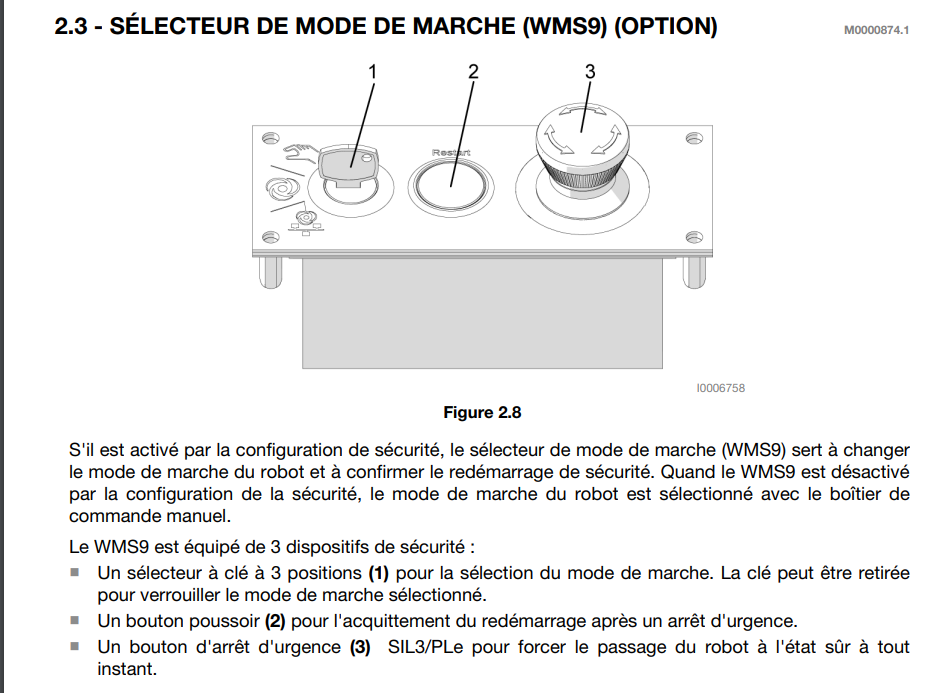 2.3 - SÉLECTEUR DE MODE DE MARCHE (WMS9) (OPTION)
M0000874.1
1 2 3
Restart
I0006758
Figure 2.8
S'il est activé par la configuration de sécurité, le sélecteur de mode de marche (WMS9) sert à changer
le mode de marche du robot et à confirmer le redémarrage de sécurité. Quand le WMS9 est désactivé
par la configuration de la sécurité, le mode de marche du robot est sélectionné avec le boîtier de
commande manuel.
Le WMS9 est équipé de 3 dispositifs de sécurité :
■ Un sélecteur à clé à 3 positions (1) pour la sélection du mode de marche. La clé peut être retirée
pour verrouiller le mode de marche sélectionné.
■ Un bouton poussoir (2) pour l'acquittement du redémarrage après un arrêt d'urgence.
■ Un bouton d'arrêt d'urgence (3) SIL3/PLe pour forcer le passage du robot à l'état sûr à tout
instant.